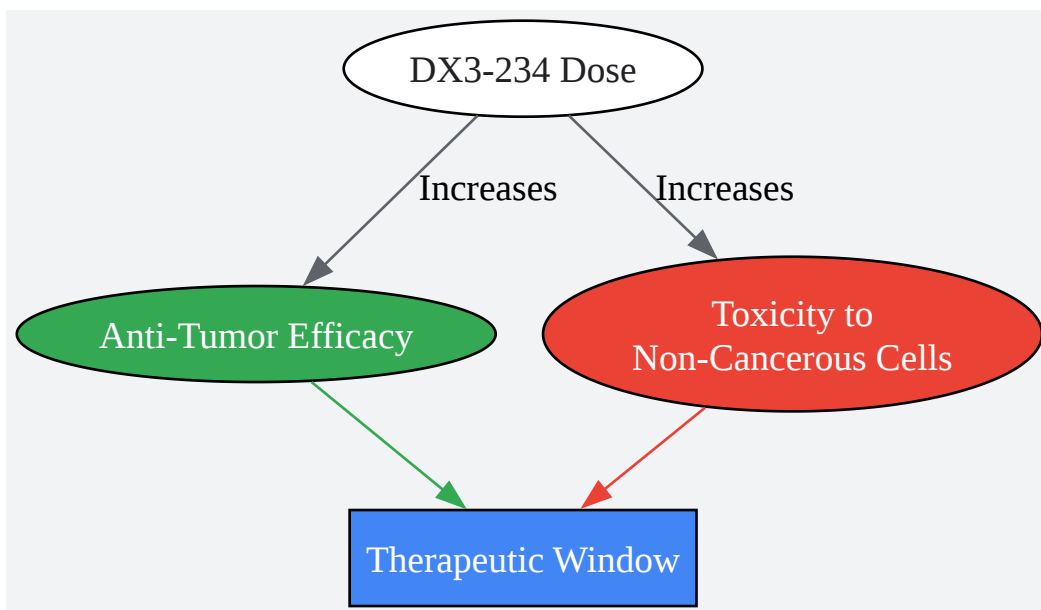 DX3-234 Dose
Increases
Increases
Anti-Tumor Efficacy
Toxicity to
Non-Cancerous Cells
Therapeutic Window